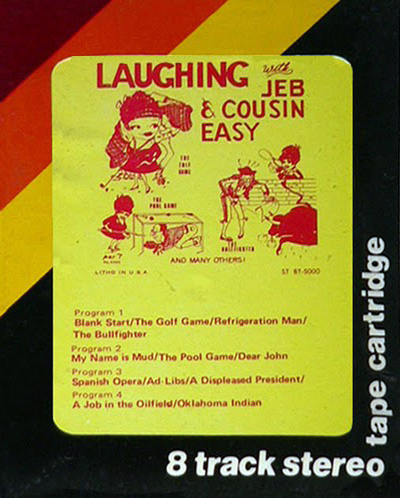 LAUGHING with
JEB
& COUSIN
EASY
THE
GOLF
GAME
THE
POOL GAME
THE
BULLFIGHTER
AND MANY OTHERS!
LITHO IN U.S.A.
ST 8T-5000
Program 1
Blank Start/The Golf Game/Refrigeration Man/
The Bullfighter
Program 2
My Name is Mud/The Pool Game/Dear John
Program 3
Spanish Opera/Ad-Libs/A Displeased President/
Program 4
A Job in the Oilfield/Oklahoma Indian
8 track stereo
tape cartridge